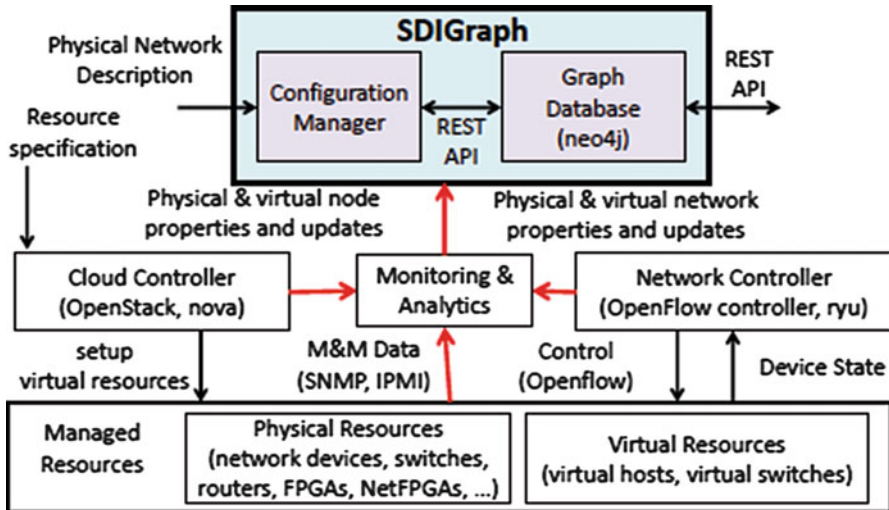 SDIGraph
Physical Network
Description
Configuration
Manager
REST
API
Graph
Database
(neo4j)
REST
API
Resource
specification
Physical & virtual node
properties and updates
Physical & virtual network
properties and updates
Cloud Controller
(OpenStack, nova)
Monitoring &
Analytics
Network Controller
(OpenFlow controller, ryu)
setup
virtual resources
M&M Data
(SNMP, IPMI)
Control
(Openflow)
Device State
Managed
Resources
Physical Resources
(network devices, switches,
routers, FPGAs, NetFPGAs, ...)
Virtual Resources
(virtual hosts, virtual switches)